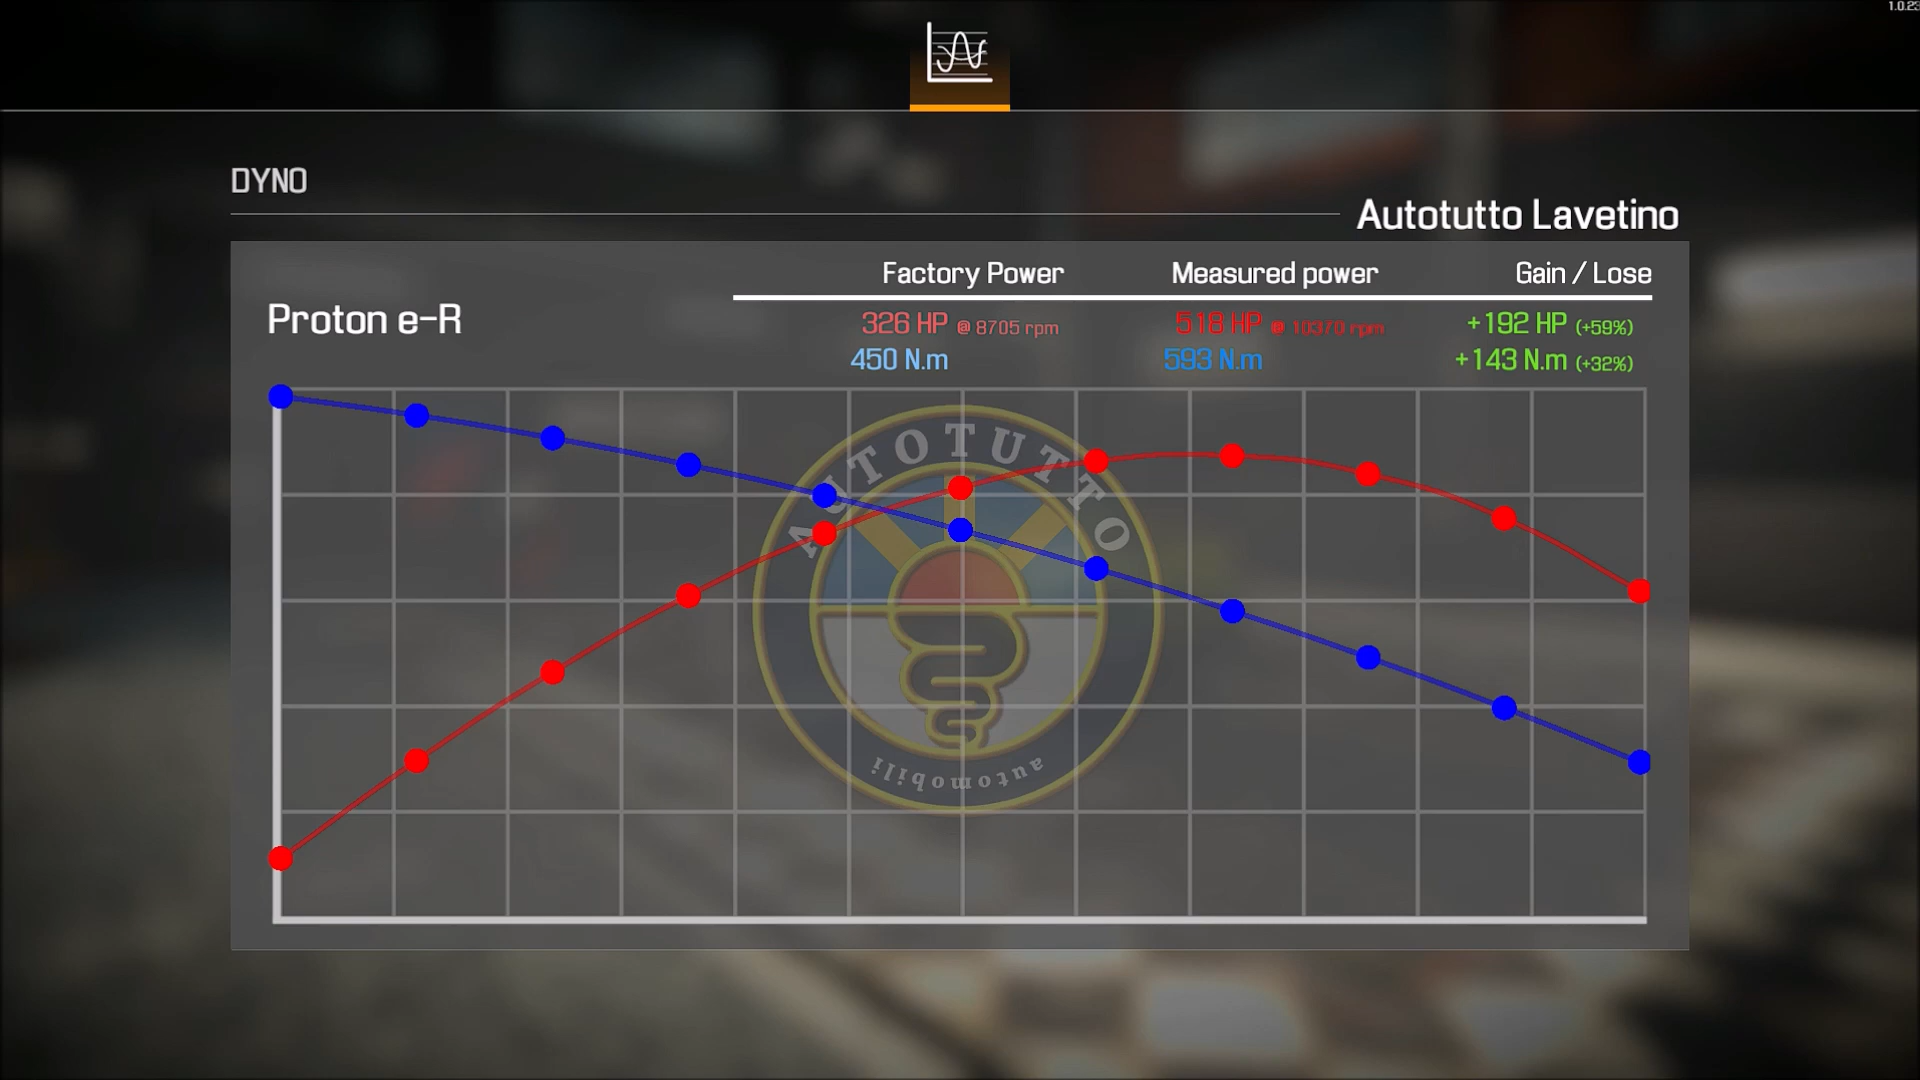 1.0.23
DYNO
Autotutto Lavetino
Factory Power Measured power Gain / Lose
Proton e-R
326 HP @ 8705 rpm 518 HP @ 10370 rpm +192 HP (+59%)
450 N.m 593 N.m +143 N.m (+32%)
AUTOTUTTO
automobili